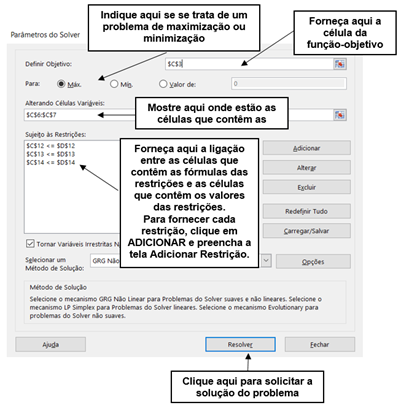 Indique aqui se se trata de um
problema de maximização ou
minimização
Forneça aqui a
célula da
função-objetivo
Parâmetros do Solver
Definir Objetivo:
$C$3
Para:
Máx.
Mín.
Valor de:
0
Alterando Células Variáveis:
$C$6:$C$7
Mostre aqui onde estão as
células que contêm as
Sujeito às Restrições:
$C$12 <= $D$12
$C$13 <= $D$13
$C$14 <= $D$14
Forneça aqui a ligação
entre as células que
contêm as fórmulas das
restrições e as células
que contêm os valores
das restrições.
Para fornecer cada
restrição, clique em
ADICIONAR e preencha a
tela Adicionar Restrição.
Adicionar
Alterar
Excluir
Redefinir Tudo
Carregar/Salvar
Tornar Variáveis Irrestritas N
Selecionar um
Método de Solução:
GRG Não Linear
Opções
Método de Solução
Selecione o mecanismo GRG Não Linear para Problemas do Solver suaves e não lineares. Selecione o
mecanismo LP Simplex para Problemas do Solver lineares. Selecione o mecanismo Evolutionary para
problemas do Solver não suaves.
Ajuda
Resolver
Fechar
Clique aqui para solicitar a
solução do problema